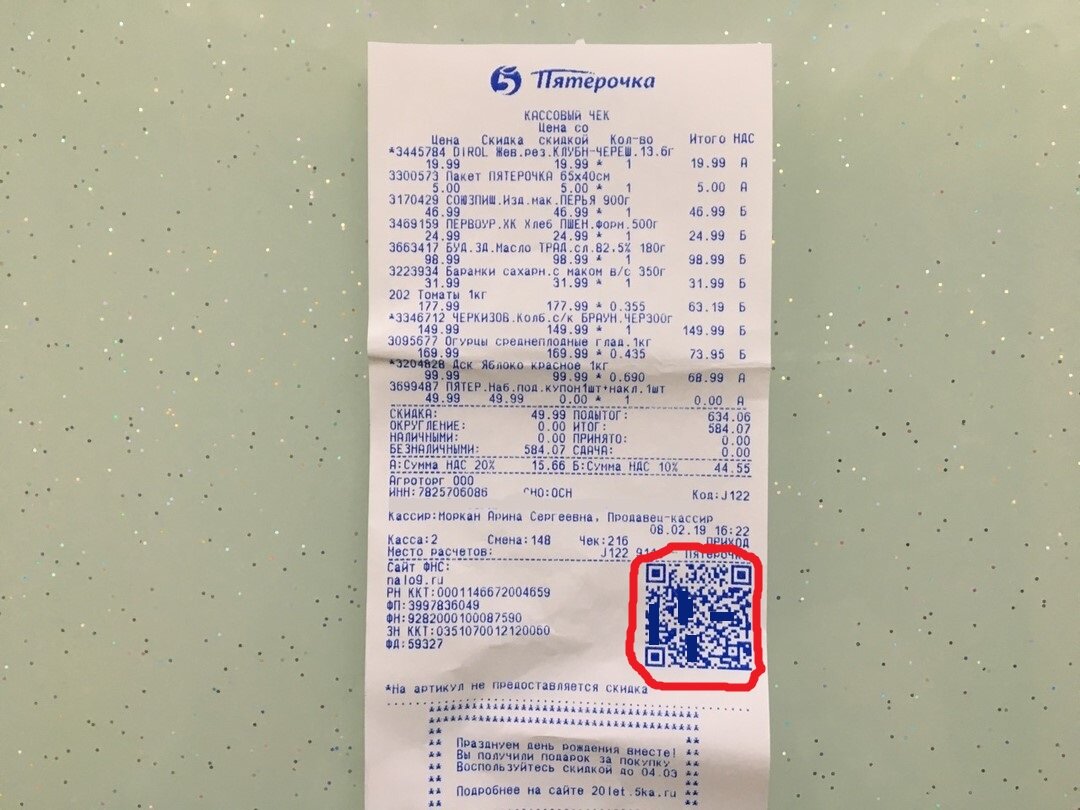 5 Пятёрочка
КАССОВЫЙ ЧЕК
Цена со
Цена Скидка скидкой Кол-во Итого НДС
*3445784 DIROL Жев.рез.КЛУБН-ЧЕРЕШ.13.6г
19.99 19.99 * 1 19.99 А
3300573 Пакет ПЯТЕРОЧКА 65х40см
5.00 5.00 * 1 5.00 А
3170429 СОЮЗПИЩ.Изд.мак.ПЕРЬЯ 900г
46.99 46.99 * 1 46.99 Б
3469159 ПЕРВОУР.ХК Хлеб ПШЕН.форм.500г
24.99 24.99 * 1 24.99 Б
3663417 БУД.ЗД.Масло ТРАД.сл.82,5% 180г
98.99 98.99 * 1 98.99 Б
3223934 Баранки сахарн.с маком в/с 350г
31.99 31.99 * 1 31.99 Б
202 Томаты 1кг
177.99 177.99 * 0.355 63.19 Б
*3346712 ЧЕРКИЗОВ.Колб.с/к БРАУН.ЧЕР300г
149.99 149.99 * 1 149.99 Б
3095677 Огурцы среднеплодные глад.1кг
169.99 169.99 * 0.435 73.95 Б
*3204828 Дск Яблоко красное 1кг
99.99 99.99 * 0.690 68.99 А
3699487 ПЯТЕР.Наб.под.купон1шт+накл.1шт
49.99 49.99 0.00 * 1 0.00 А
СКИДКА: 49.99 ПОДЫТОГ: 634.06
ОКРУГЛЕНИЕ: 0.00 ИТОГ: 584.07
НАЛИЧНЫМИ: 0.00 ПРИНЯТО: 0.00
БЕЗНАЛИЧНЫМИ: 584.07 СДАЧА: 0.00
А:Сумма НДС 20% 15.66 Б:Сумма НДС 10% 44.55
Агроторг ООО
ИНН:7825706086 СНО:ОСН Код:J122
Кассир:Моркан Арина Сергеевна, Продавец-кассир
08.02.19 16:22
Касса:2 Смена:148 Чек:216 ПРИХОД
Место расчетов: J122 Пятерочка
Сайт ФНС:
nalog.ru
РН ККТ:0001146672004659
ФП:3997836049
ФН:9282000100087590
ЗН ККТ:0351070012120060
ФД:59327
*На артикул не предоставляется скидка
** Празднуем день рождения вместе! **
** Вы получили подарок за покупку **
** Воспользуйтесь скидкой до 04.03 **
** Подробнее на сайте 20let.5ka.ru **